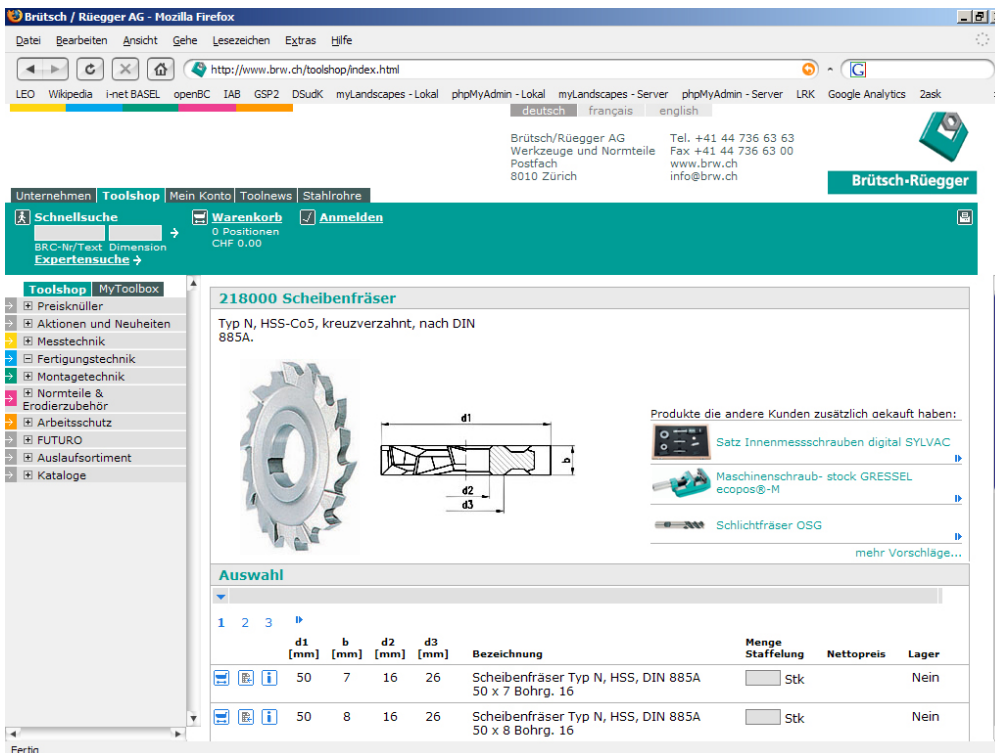 Brütsch / Rüegger AG - Mozilla Firefox
Datei Bearbeiten Ansicht Gehe Lesezeichen Extras Hilfe
http://www.brw.ch/toolshop/index.html
G
LEO Wikipedia i-net BASEL openBC IAB GSP2 DSudK myLandscapes - Lokal phpMyAdmin - Lokal myLandscapes - Server phpMyAdmin - Server LRK Google Analytics 2ask
deutsch français english
Brütsch/Rüegger AG Tel. +41 44 736 63 63
Werkzeuge und Normteile Fax +41 44 736 63 00
Postfach www.brw.ch
8010 Zürich info@brw.ch
Brütsch•Rüegger
Unternehmen Toolshop Mein Konto Toolnews Stahlrohre
Schnellsuche Warenkorb Anmelden
0 Positionen
CHF 0.00
BRC-Nr/Text Dimension
Expertensuche
Toolshop MyToolbox
Preisknüller
Aktionen und Neuheiten
Messtechnik
Fertigungstechnik
Montagetechnik
Normteile &
Erodierzubehör
Arbeitsschutz
FUTURO
Auslaufsortiment
Kataloge
218000 Scheibenfräser
Typ N, HSS-Co5, kreuzverzahnt, nach DIN
885A.
d1
b
d2
d3
Produkte die andere Kunden zusätzlich gekauft haben:
Satz Innenmessschrauben digital SYLVAC
Maschinenschraub- stock GRESSEL
ecopos®-M
Schlichtfräser OSG
mehr Vorschläge...
Auswahl
1 2 3
d1 b d2 d3 Menge
[mm] [mm] [mm] [mm] Bezeichnung Staffelung Nettopreis Lager
50 7 16 26 Scheibenfräser Typ N, HSS, DIN 885A Stk Nein
50 x 7 Bohrg. 16
50 8 16 26 Scheibenfräser Typ N, HSS, DIN 885A Stk Nein
50 x 8 Bohrg. 16
Fertig